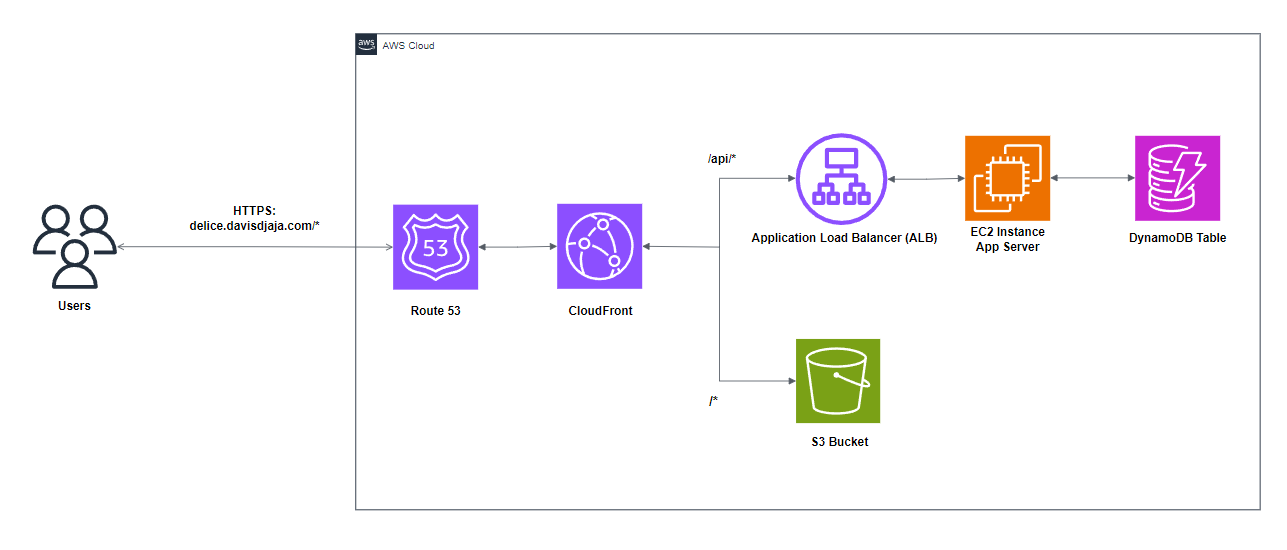 aws
AWS Cloud
/api/*
HTTPS:
delice.davisdjaja.com/*
53
Application Load Balancer (ALB)
EC2 Instance
App Server
DynamoDB Table
Users
Route 53
CloudFront
/*
S3 Bucket